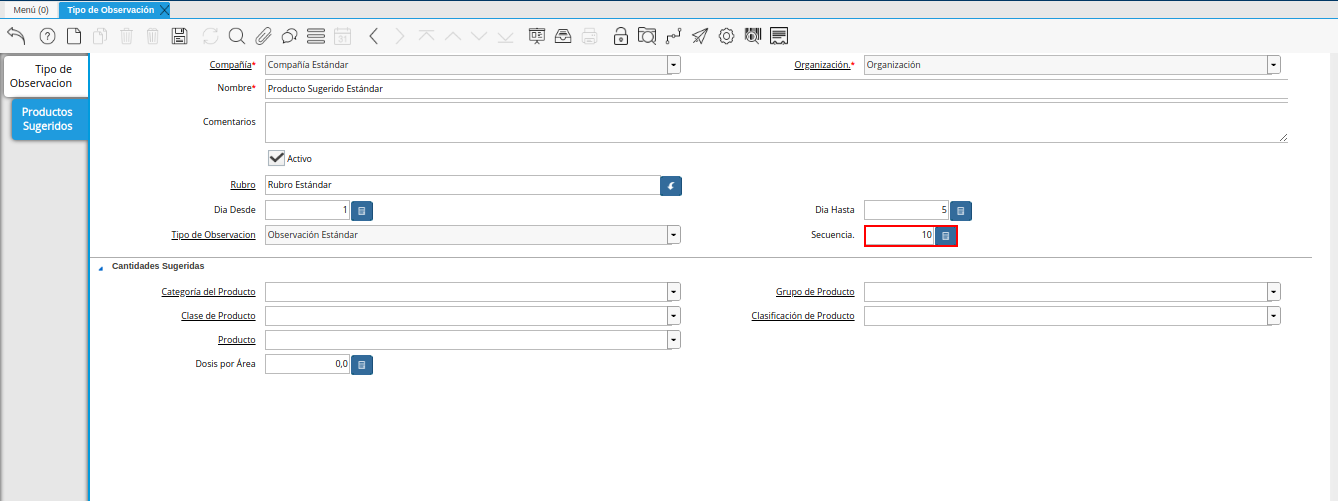 Menú (0) Tipo de Observación
Tipo de
Observacion
Productos
Sugeridos
Compañía* Compañía Estándar Organización.* Organización
Nombre* Producto Sugerido Estándar
Comentarios
Activo
Rubro Rubro Estándar
Dia Desde 1 Dia Hasta 5
Tipo de Observacion Observación Estándar Secuencia. 10
Cantidades Sugeridas
Categoría del Producto Grupo de Producto
Clase de Producto Clasificación de Producto
Producto
Dosis por Área 0,0